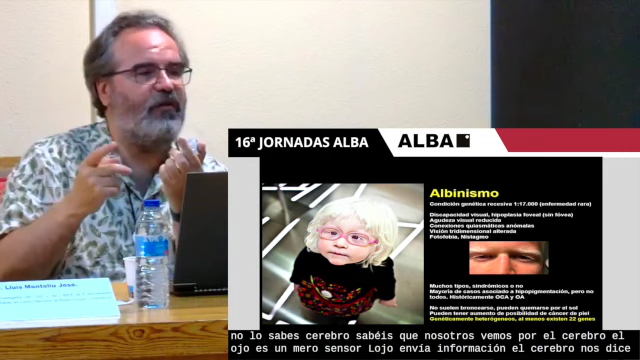 16ª JORNADAS ALBA
ALBA
Albinismo
Condición genética recesiva 1:17.000 (enfermedad rara)
Discapacidad visual, hipoplasia foveal (sin fóvea)
Agudeza visual reducida
Conexiones quiasmáticas anómalas
Visión tridimensional alterada
Fotofobia, Nistagmo
Muchos tipos, sindrómicos o no
Mayoría de casos asociado a hipopigmentación, pero no
todos. Históricamente OCA y OA
No suelen broncearse, pueden quemarse por el sol
Pueden tener aumento de posibilidad de cáncer de piel
Genéticamente heterogéneo, al menos existen 22 genes
Lluís Montoliu José.
no lo sabes cerebro sabéis que nosotros vemos por el cerebro el
ojo es un mero sensor Lojo envía información el cerebro nos dice